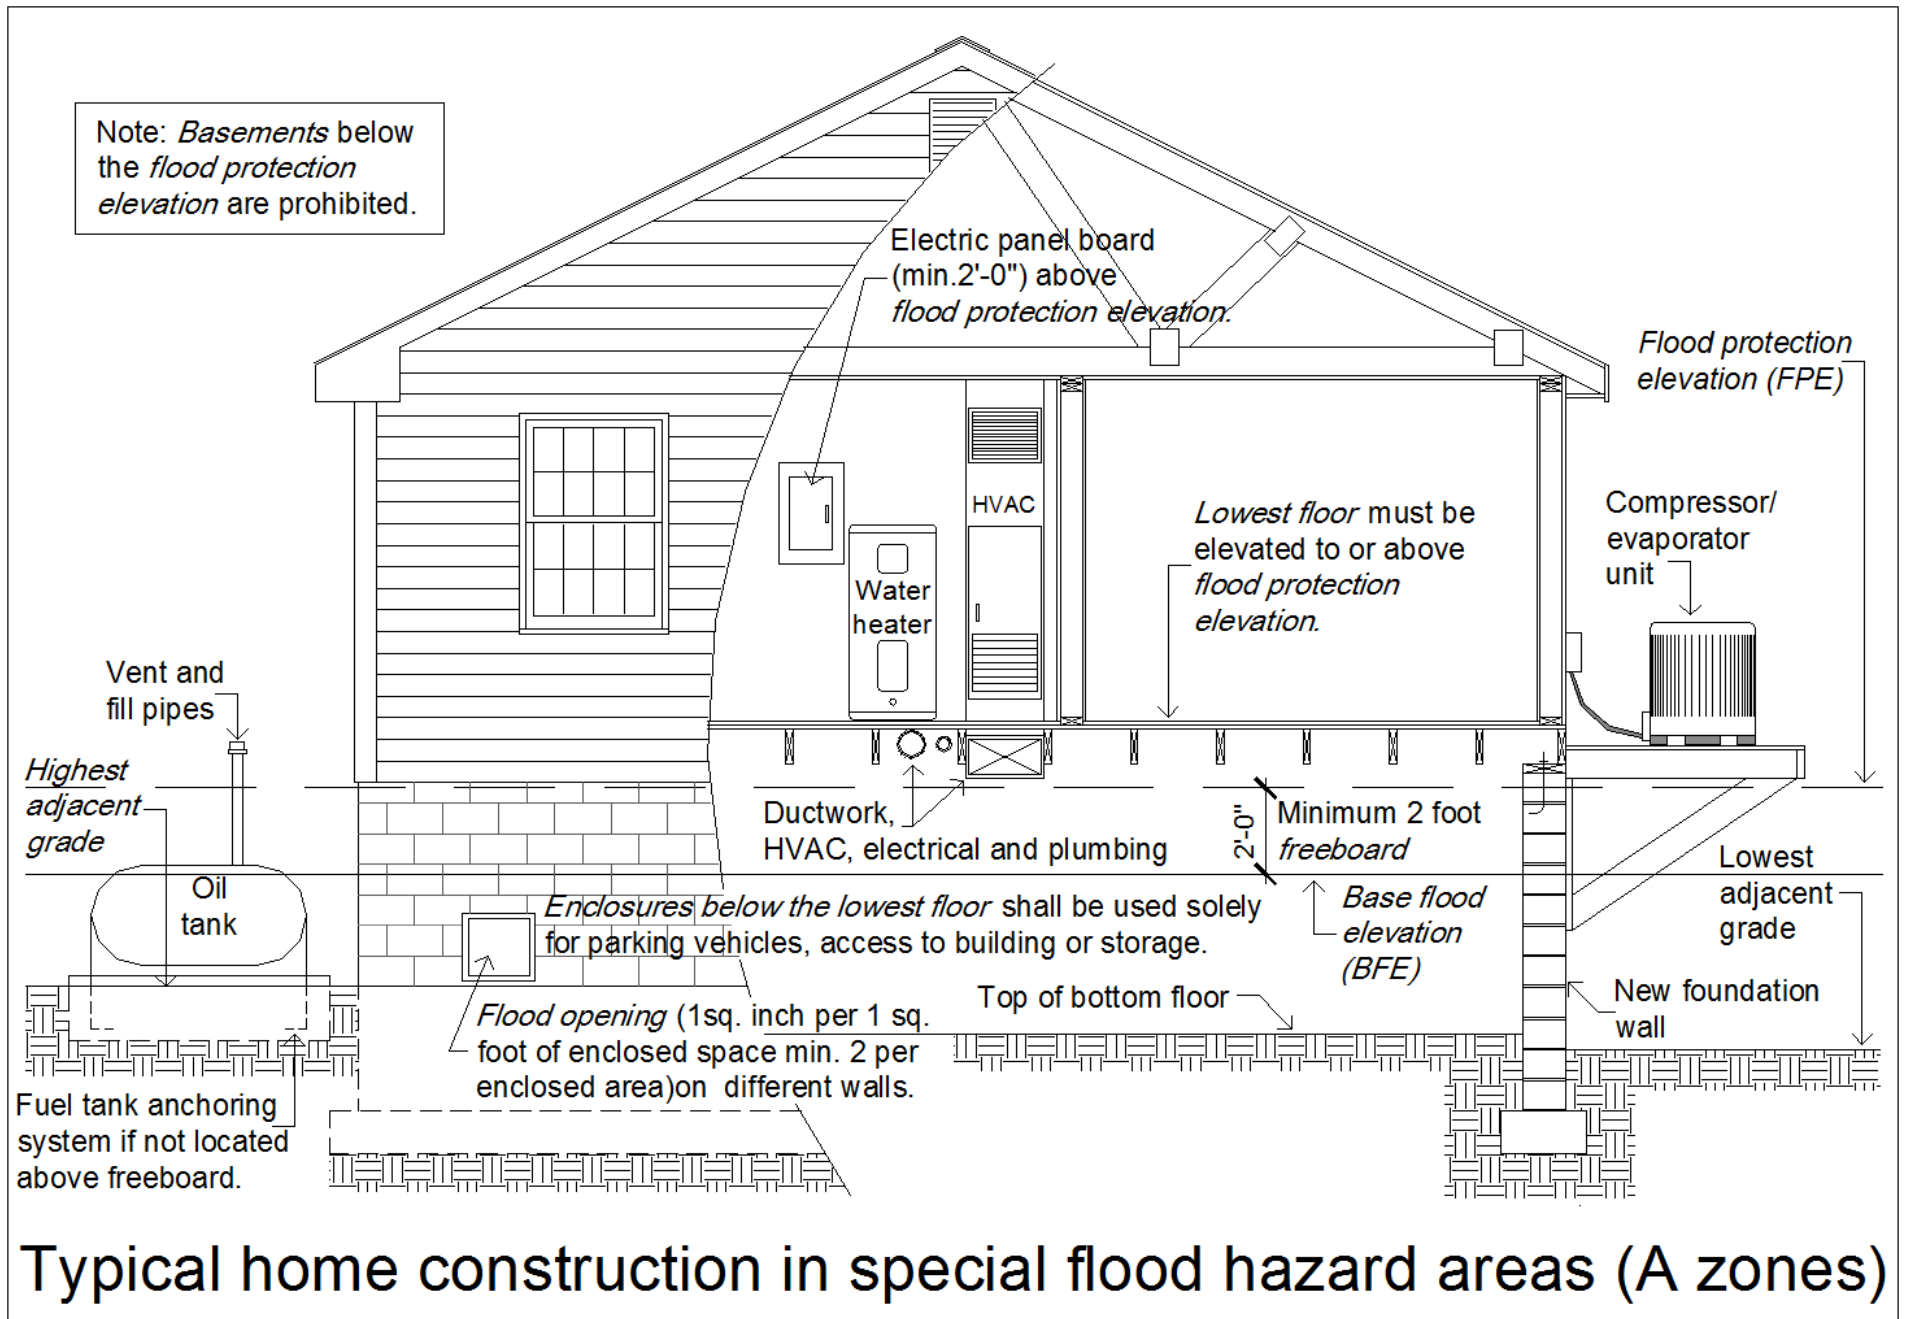 Note: Basements below
the flood protection
elevation are prohibited.
Electric panel board
(min.2'-0") above
flood protection elevation.
Flood protection
elevation (FPE)
HVAC
Compressor/
evaporator
unit
Lowest floor must be
elevated to or above
flood protection
elevation.
Water
heater
Vent and
fill pipes
Highest
adjacent
grade
Ductwork,
HVAC, electrical and plumbing
2'-0"
Minimum 2 foot
freeboard
Lowest
adjacent
grade
Oil
tank
Enclosures below the lowest floor shall be used solely
for parking vehicles, access to building or storage.
Base flood
elevation
(BFE)
Top of bottom floor
New foundation
wall
Flood opening (1sq. inch per 1 sq.
foot of enclosed space min. 2 per
enclosed area)on different walls.
Fuel tank anchoring
system if not located
above freeboard.
Typical home construction in special flood hazard areas (A zones)